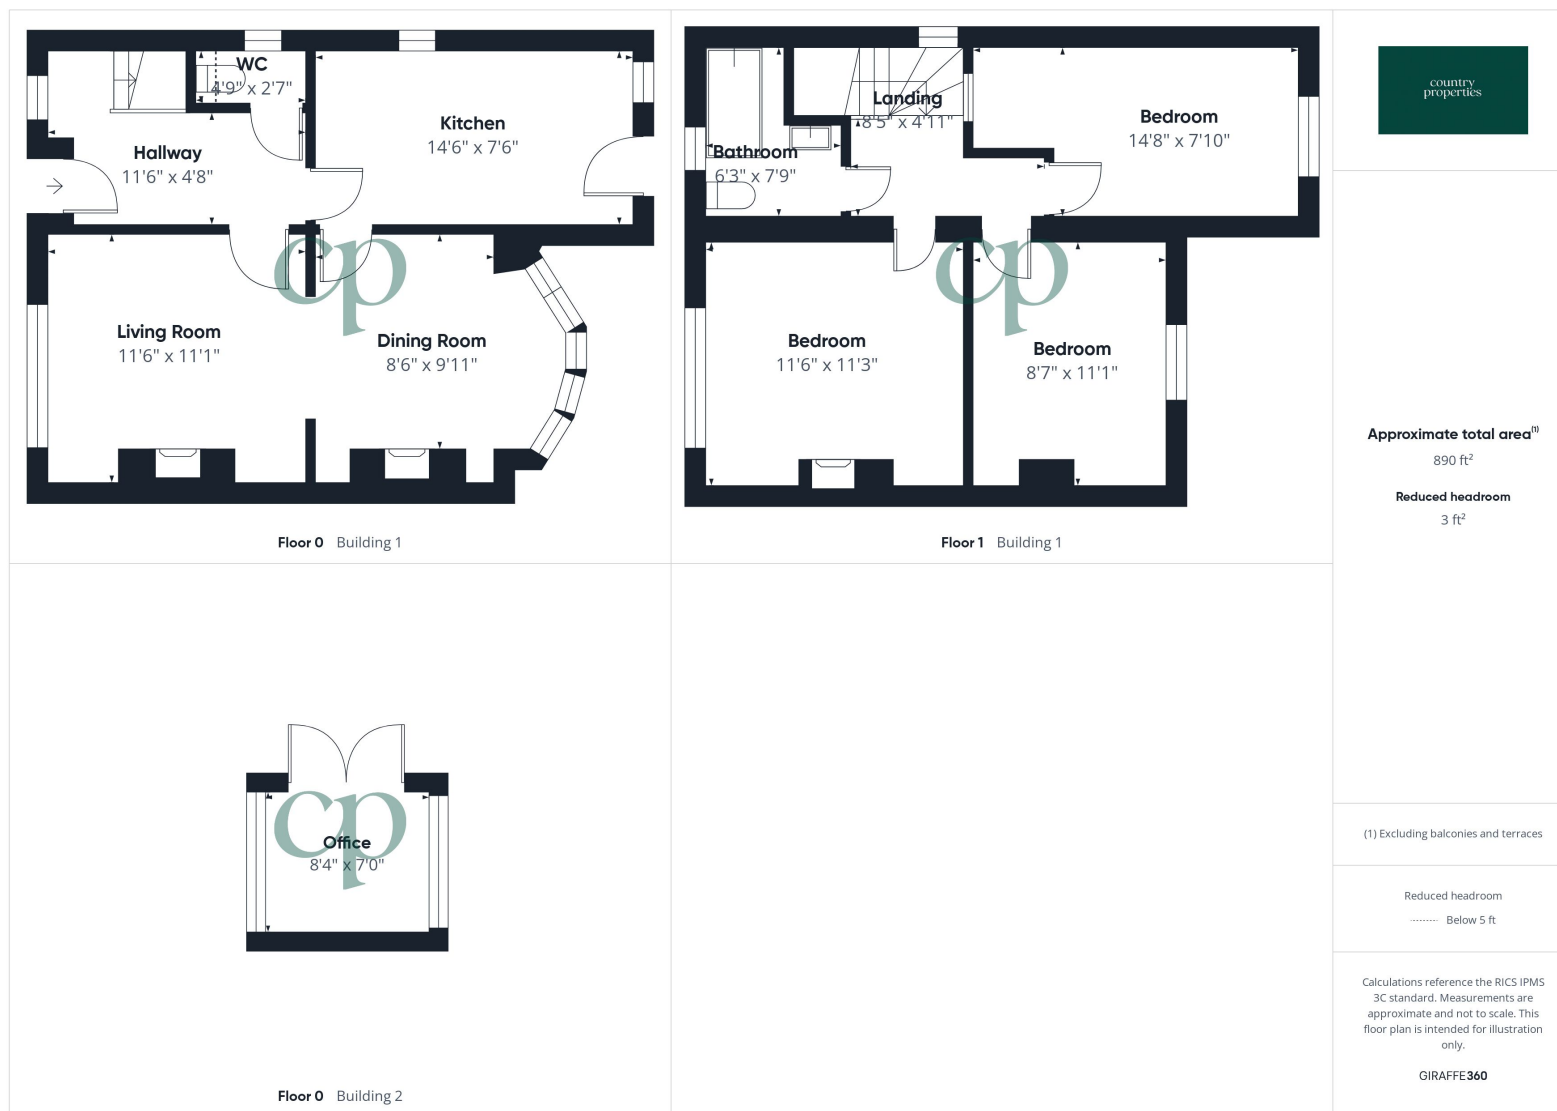 WC
4'9" x 2'7"
Kitchen
14'6" x 7'6"
Hallway
11'6" x 4'8"
Living Room
11'6" x 11'1"
Dining Room
8'6" x 9'11"
cp
Floor 0 Building 1
Landing
8'5" x 4'11"
Bedroom
14'8" x 7'10"
Bathroom
6'3" x 7'9"
Bedroom
11'6" x 11'3"
Bedroom
8'7" x 11'1"
cp
Floor 1 Building 1
Office
8'4" x 7'0"
cp
Floor 0 Building 2
country
properties
Approximate total area(1)
890 ft²
Reduced headroom
3 ft²
(1) Excluding balconies and terraces
Reduced headroom
Below 5 ft
Calculations reference the RICS IPMS
3C standard. Measurements are
approximate and not to scale. This
floor plan is intended for illustration
only.
GIRAFFE360